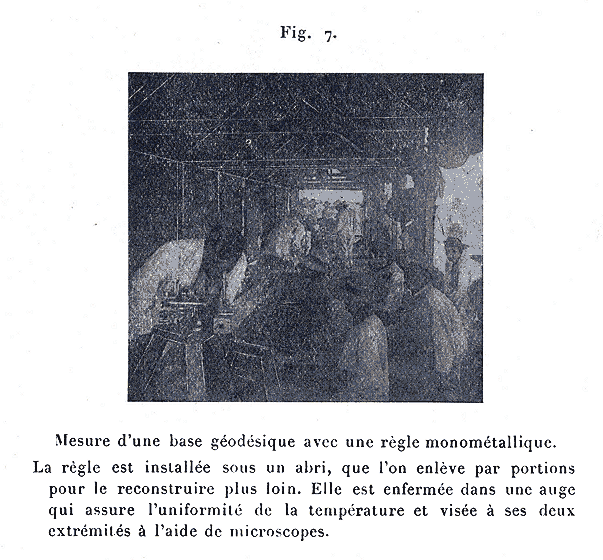 Fig. 7.
Mesure d'une base géodésique avec une règle monométallique.
La règle est installée sous un abri, que l'on enlève par portions
pour le reconstruire plus loin. Elle est enfermée dans une auge
qui assure l'uniformité de la température et visée à ses deux
extrémités à l'aide de microscopes.